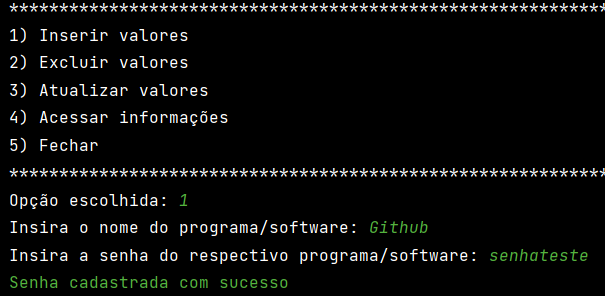 ************************************************************
1) Inserir valores
2) Excluir valores
3) Atualizar valores
4) Acessar informações
5) Fechar
************************************************************
Opção escolhida: 1
Insira o nome do programa/software: Github
Insira a senha do respectivo programa/software: senhateste
Senha cadastrada com sucesso